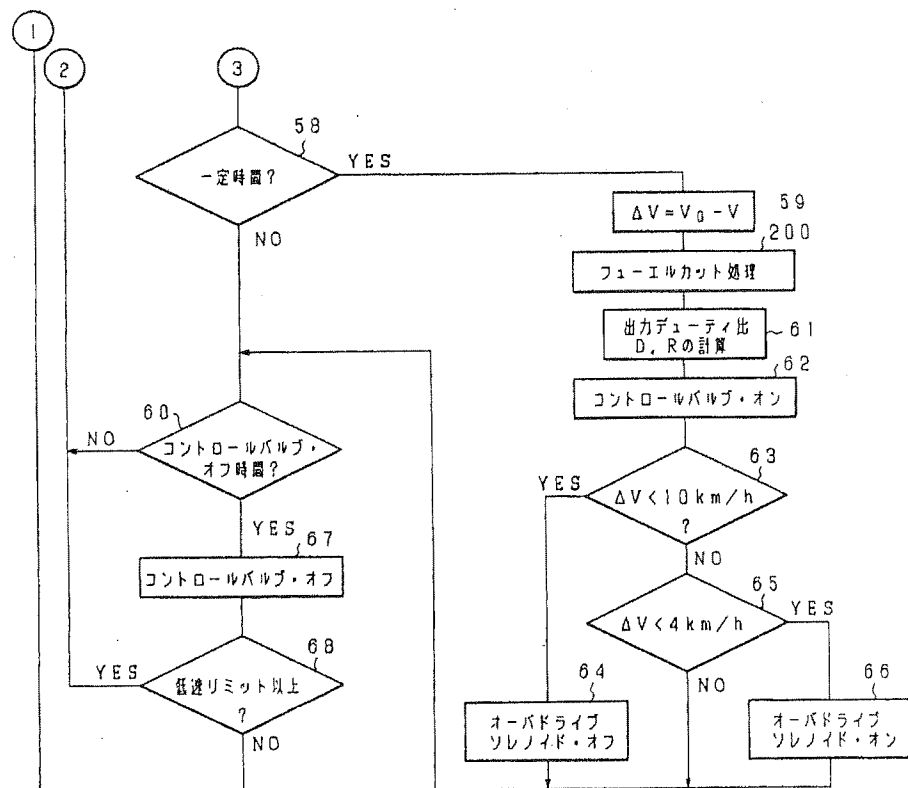 1
2
3
58
一定時間?
YES
NO
59
ΔV=V0-V
200
フューエルカット処理
出力デューティ比
D,Rの計算
61
62
コントロールバルブ・オン
60
NO
コントロールバルブ・
オフ時間?
YES
67
コントロールバルブ・オフ
68
YES
低速リミット以上
?
NO
63
YES
ΔV<10km/h
?
NO
65
ΔV<4km/h
YES
NO
64
オーバドライブ
ソレノイド・オフ
66
オーバドライブ
ソレノイド・オン